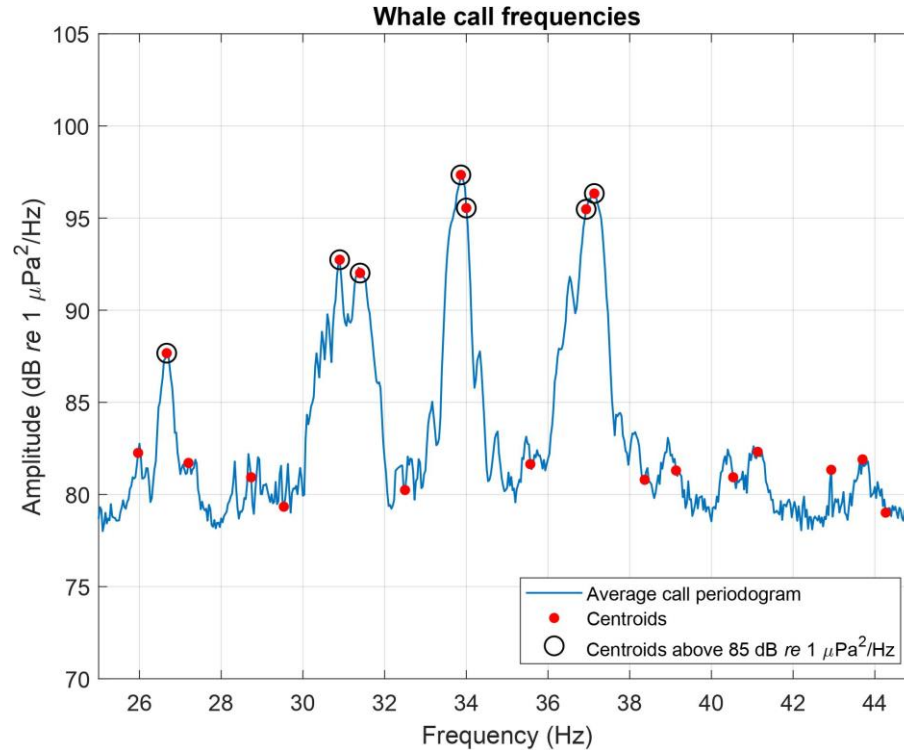 Whale call frequencies
105
100
95
90
85
80
75
70
Amplitude (dB re 1 μPa²/Hz)
26 28 30 32 34 36 38 40 42 44
Frequency (Hz)
Average call periodogram
Centroids
Centroids above 85 dB re 1 μPa²/Hz